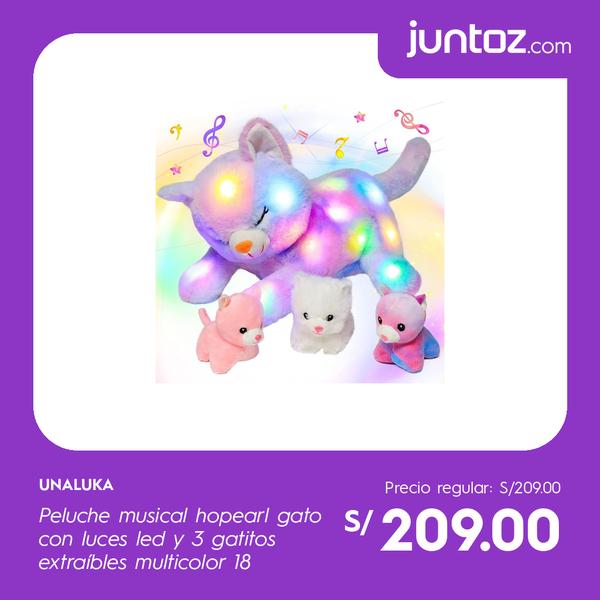 juntoz.com
UNALUKA
Peluche musical hopearl gato
con luces led y 3 gatitos
extraíbles multicolor 18
Precio regular: S/209.00
S/ 209.00